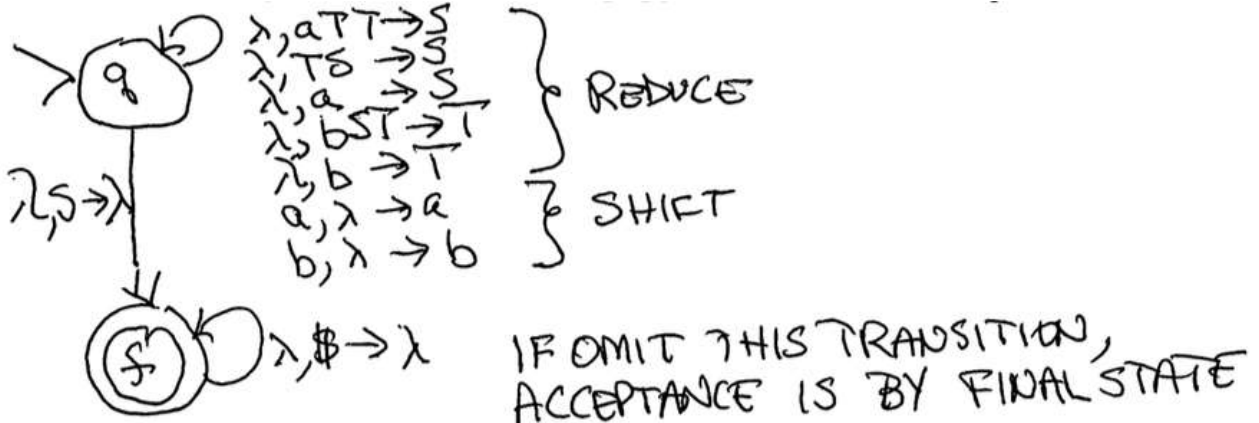 q
λ, aTT→S
λ, TS →S
λ, a →S
λ, bST→T
λ, b →T
REDUCE
a, λ →a
b, λ → b
SHIFT
λ,S→λ
f
λ,$→λ
IF OMIT THIS TRANSITION,
ACCEPTANCE IS BY FINAL STATE